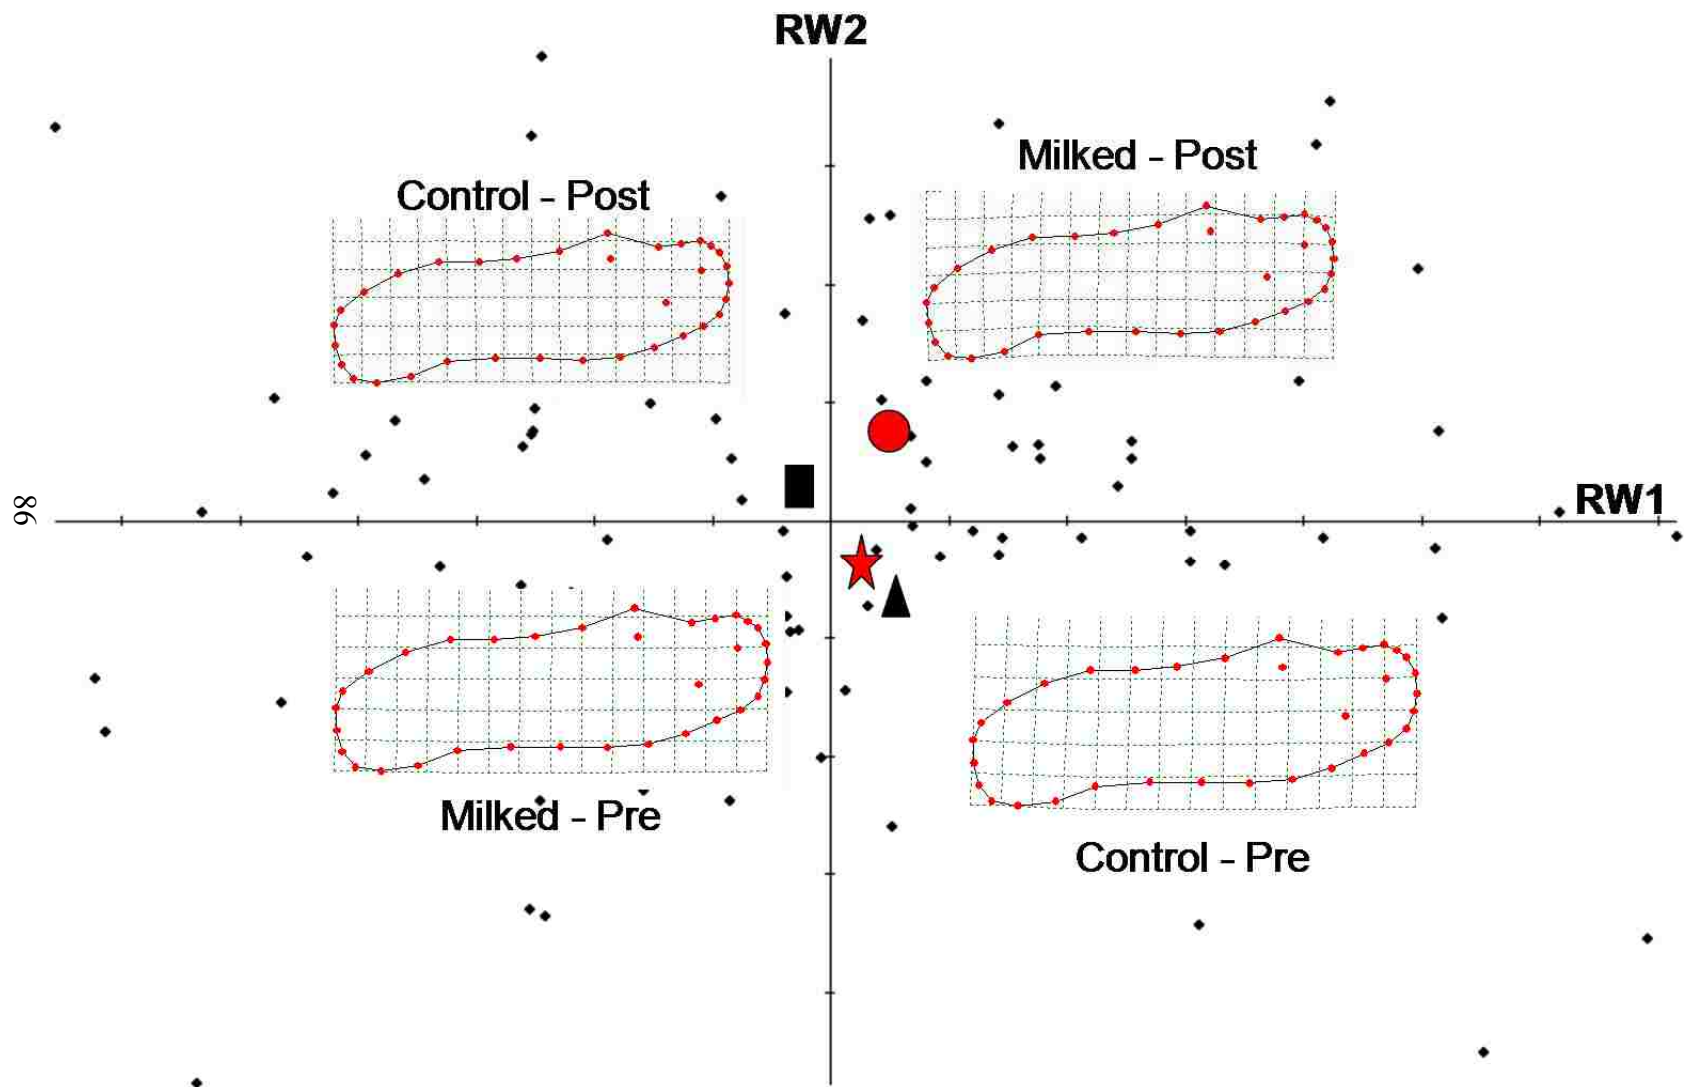 RW2
Milked - Post
Control - Post
RW1
86
Milked - Pre
Control - Pre